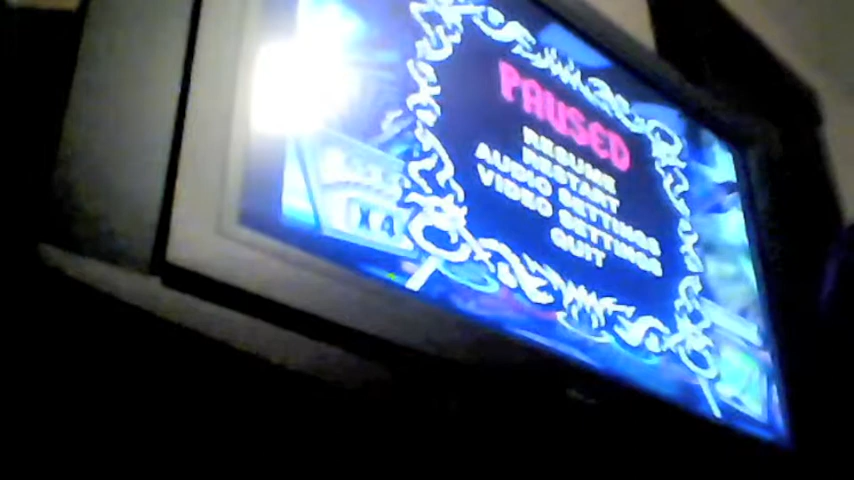 PAUSED
RESUME
RESTART
AUDIO SETTINGS
VIDEO SETTINGS
QUIT
X4